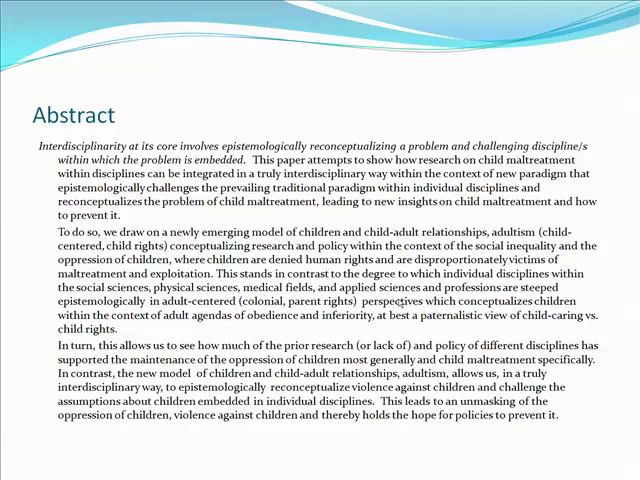 Abstract
Interdisciplinarity at its core involves epistemologically reconceptualizing a problem and challenging discipline/s
within which the problem is embedded. This paper attempts to show how research on child maltreatment
within disciplines can be integrated in a truly interdisciplinary way within the context of new paradigm that
epistemologically challenges the prevailing traditional paradigm within individual disciplines and
reconceptualizes the problem of child maltreatment, leading to new insights on child maltreatment and how
to prevent it.
To do so, we draw on a newly emerging model of children and child-adult relationships, adultism (child-
centered, child rights) conceptualizing research and policy within the context of the social inequality and the
oppression of children, where children are denied human rights and are disproportionately victims of
maltreatment and exploitation. This stands in contrast to the degree to which individual disciplines within
the social sciences, physical sciences, medical fields, and applied sciences and professions are steeped
epistemologically in adult-centered (colonial, parent rights) perspectives which conceptualizes children
within the context of adult agendas of obedience and inferiority, at best a paternalistic view of child-caring vs.
child rights.
In turn, this allows us to see how much of the prior research (or lack of) and policy of different disciplines has
supported the maintenance of the oppression of children most generally and child maltreatment specifically.
In contrast, the new model of children and child-adult relationships, adultism, allows us, in a truly
interdisciplinary way, to epistemologically reconceptualize violence against children and challenge the
assumptions about children embedded in individual disciplines. This leads to an unmasking of the
oppression of children, violence against children and thereby holds the hope for policies to prevent it.